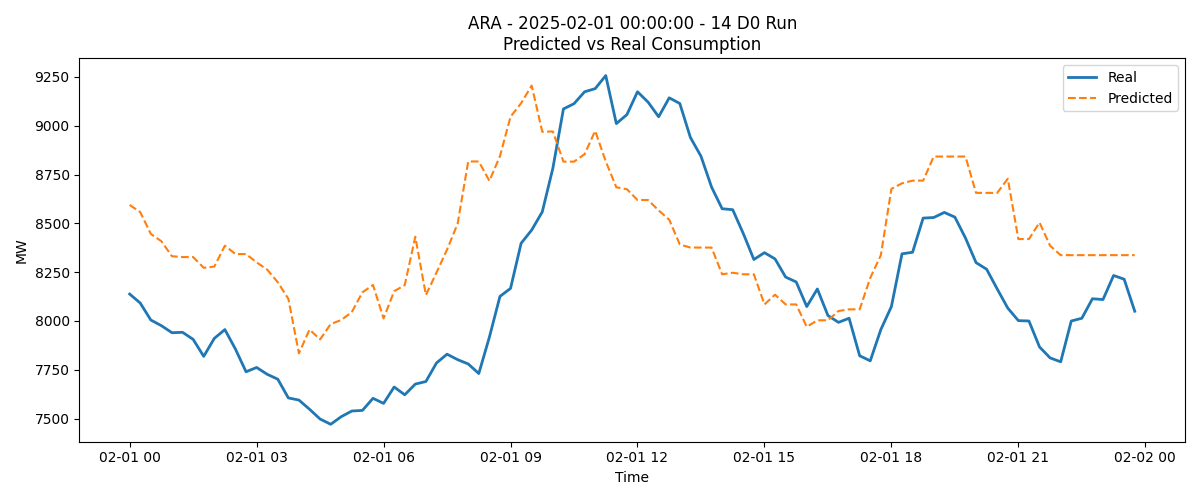 ARA - 2025-02-01 00:00:00 - 14 D0 Run
Predicted vs Real Consumption
Real
Predicted
9250
9000
8750
8500
8250
8000
7750
7500
MW
02-01 00
02-01 03
02-01 06
02-01 09
02-01 12
02-01 15
02-01 18
02-01 21
02-02 00
Time